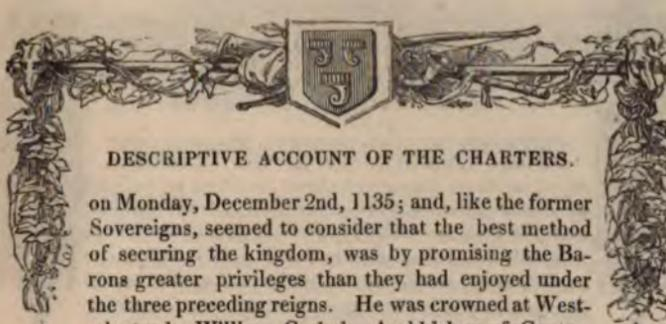 DESCRIPTIVE ACCOUNT OF THE CHARTERS.
on Monday, December 2nd, 1135; and, like the former
Sovereigns, seemed to consider that the best method
of securing the kingdom, was by promising the Ba-
rons greater privileges than they had enjoyed under
the three preceding reigns. He was crowned at West-